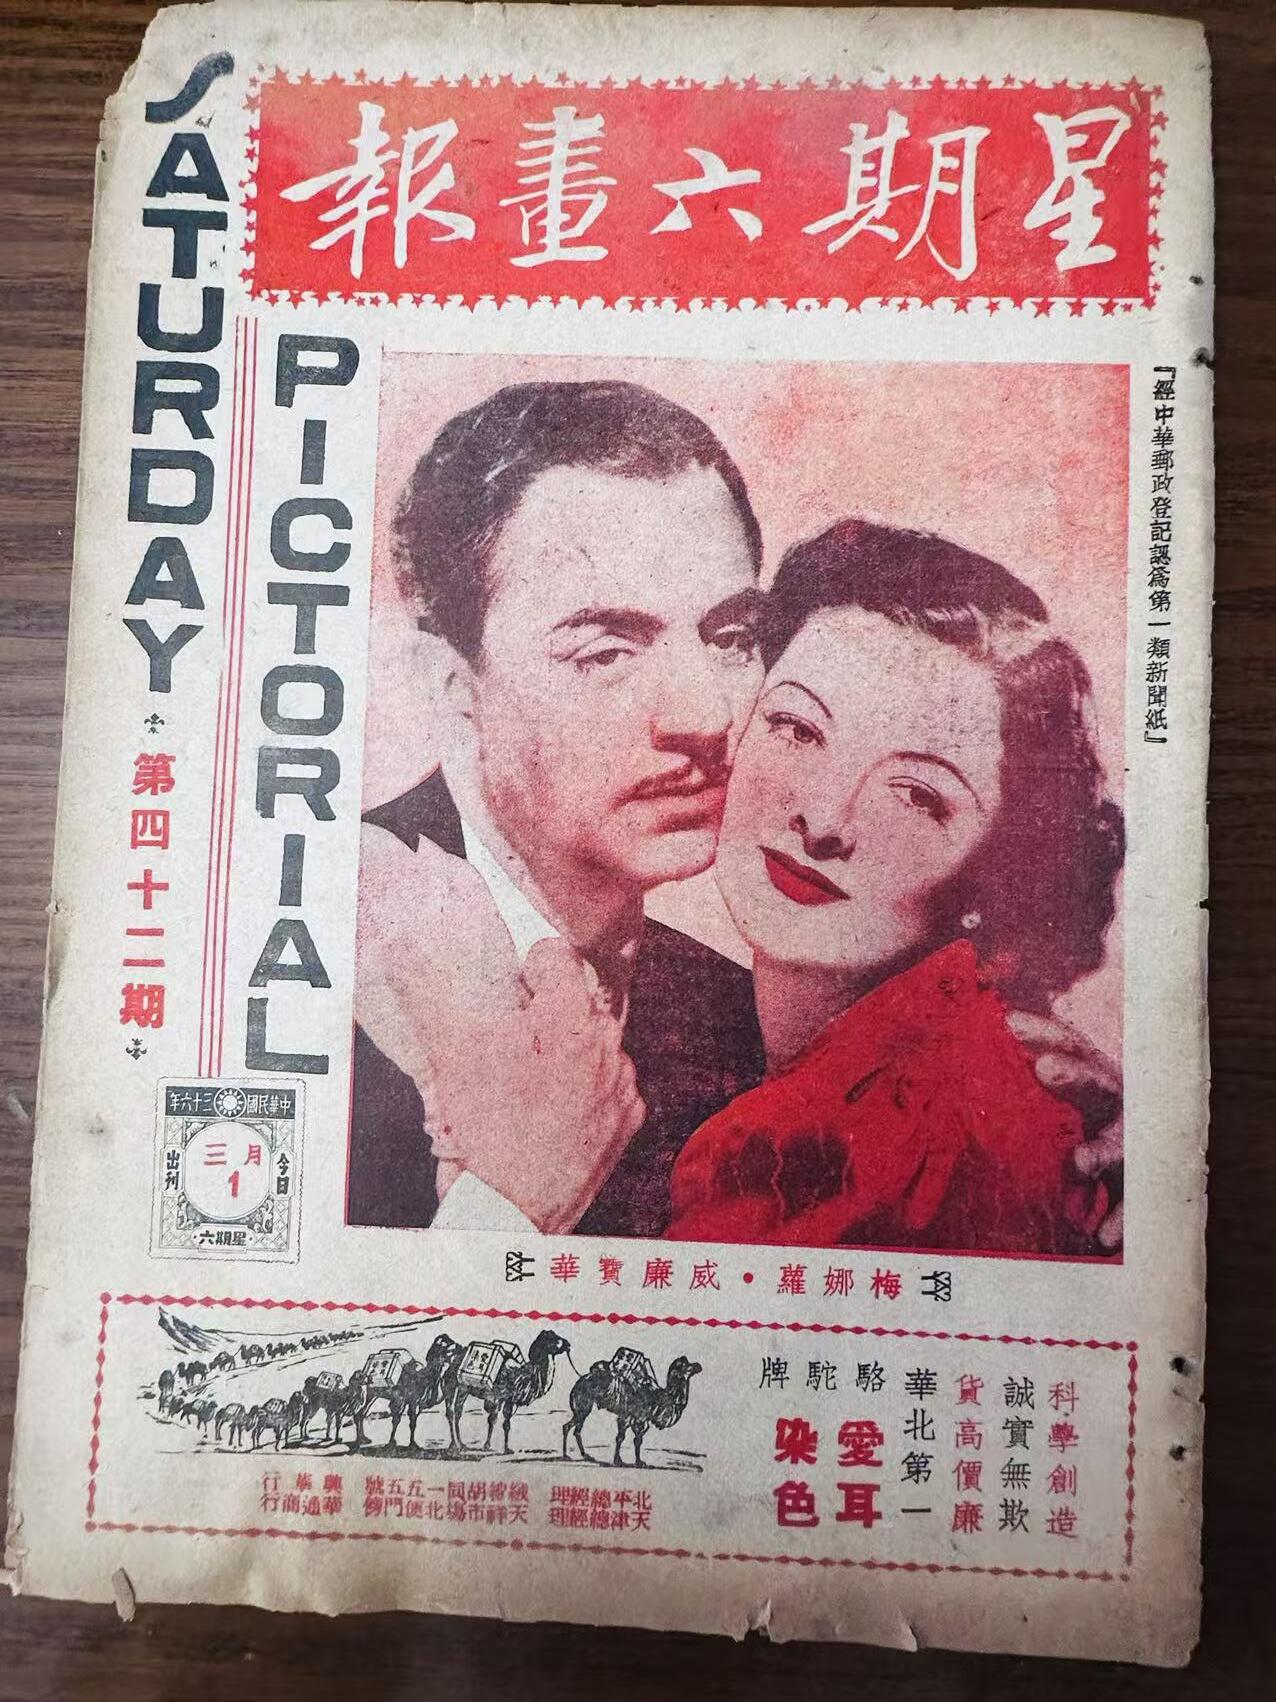 星期六畫報
SATURDAY
PICTORIAL
『經中華郵政登記認爲第一類新聞紙』
第四十二期
中華民國三十六年
今日
出刊
三月
1
星期六
梅娜蘿•威廉寶華
科學創造
誠實無欺
貨高價廉
華北第一
駱駝牌
愛耳
染色
北平總經理 絨線胡同一五五號 興華行
天津總經理 天祥市場北便門傍 華通商行